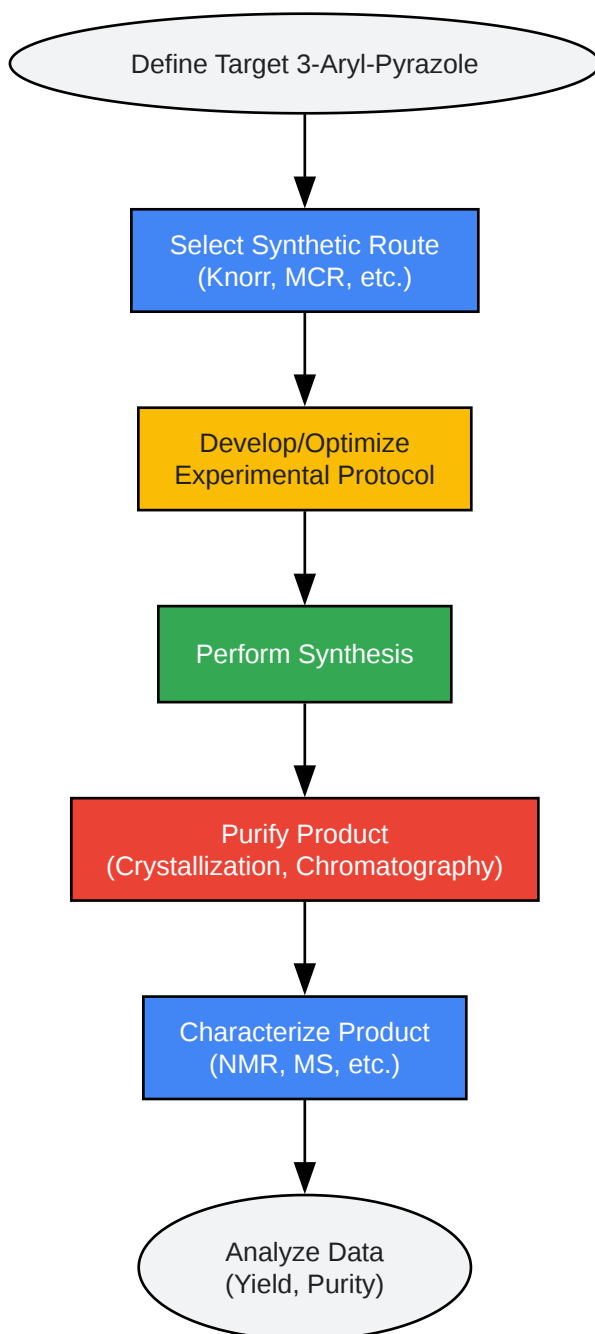 Define Target 3-Aryl-Pyrazole
Select Synthetic Route
(Knorr, MCR, etc.)
Develop/Optimize
Experimental Protocol
Perform Synthesis
Purify Product
(Crystallization, Chromatography)
Characterize Product
(NMR, MS, etc.)
Analyze Data
(Yield, Purity)